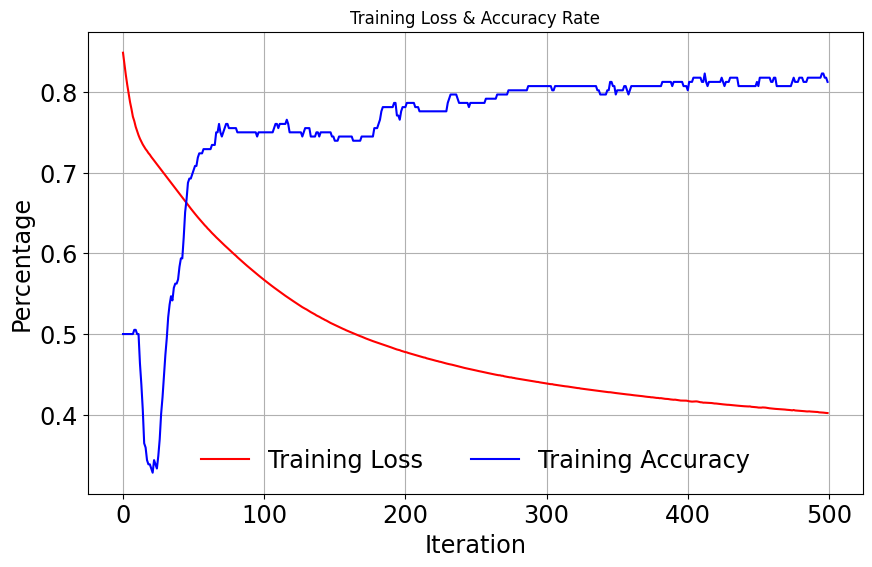 Training Loss & Accuracy Rate
Percentage
0.8
0.7
0.6
0.5
0.4
Training Loss
Training Accuracy
0 100 200 300 400 500
Iteration